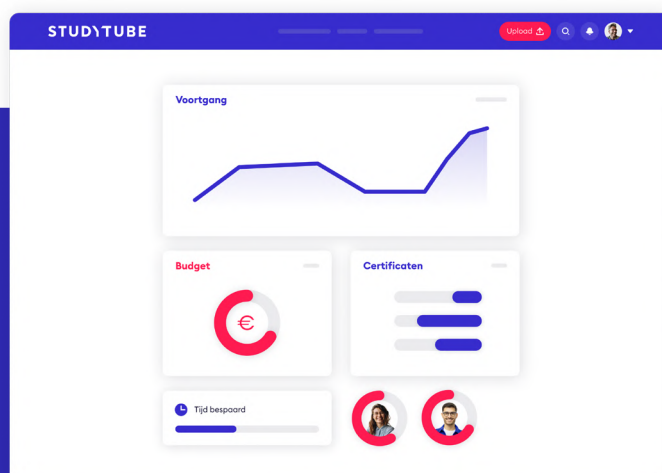 STUDYTUBE
Upload
Voortgang
Budget
€
Certificaten
Tijd bespaard